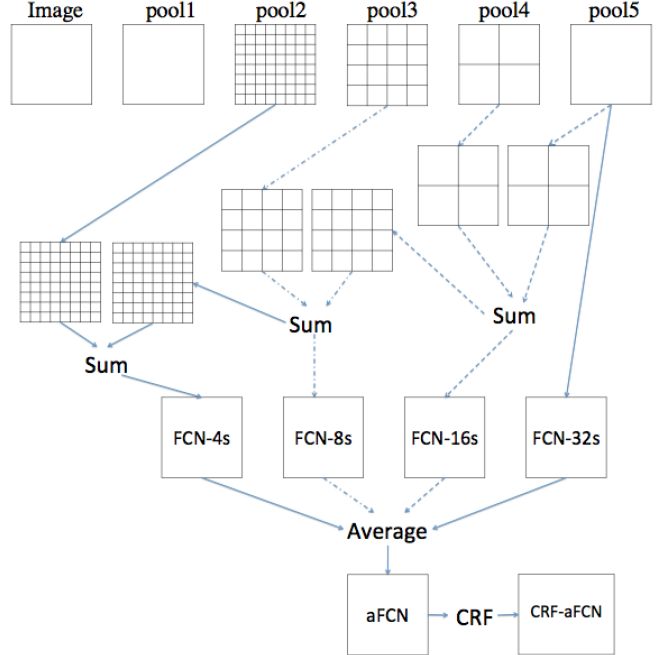 Image pool1 pool2 pool3 pool4 pool5
Sum
Sum
Sum
FCN-4s FCN-8s FCN-16s FCN-32s
Average
aFCN CRF CRF-aFCN